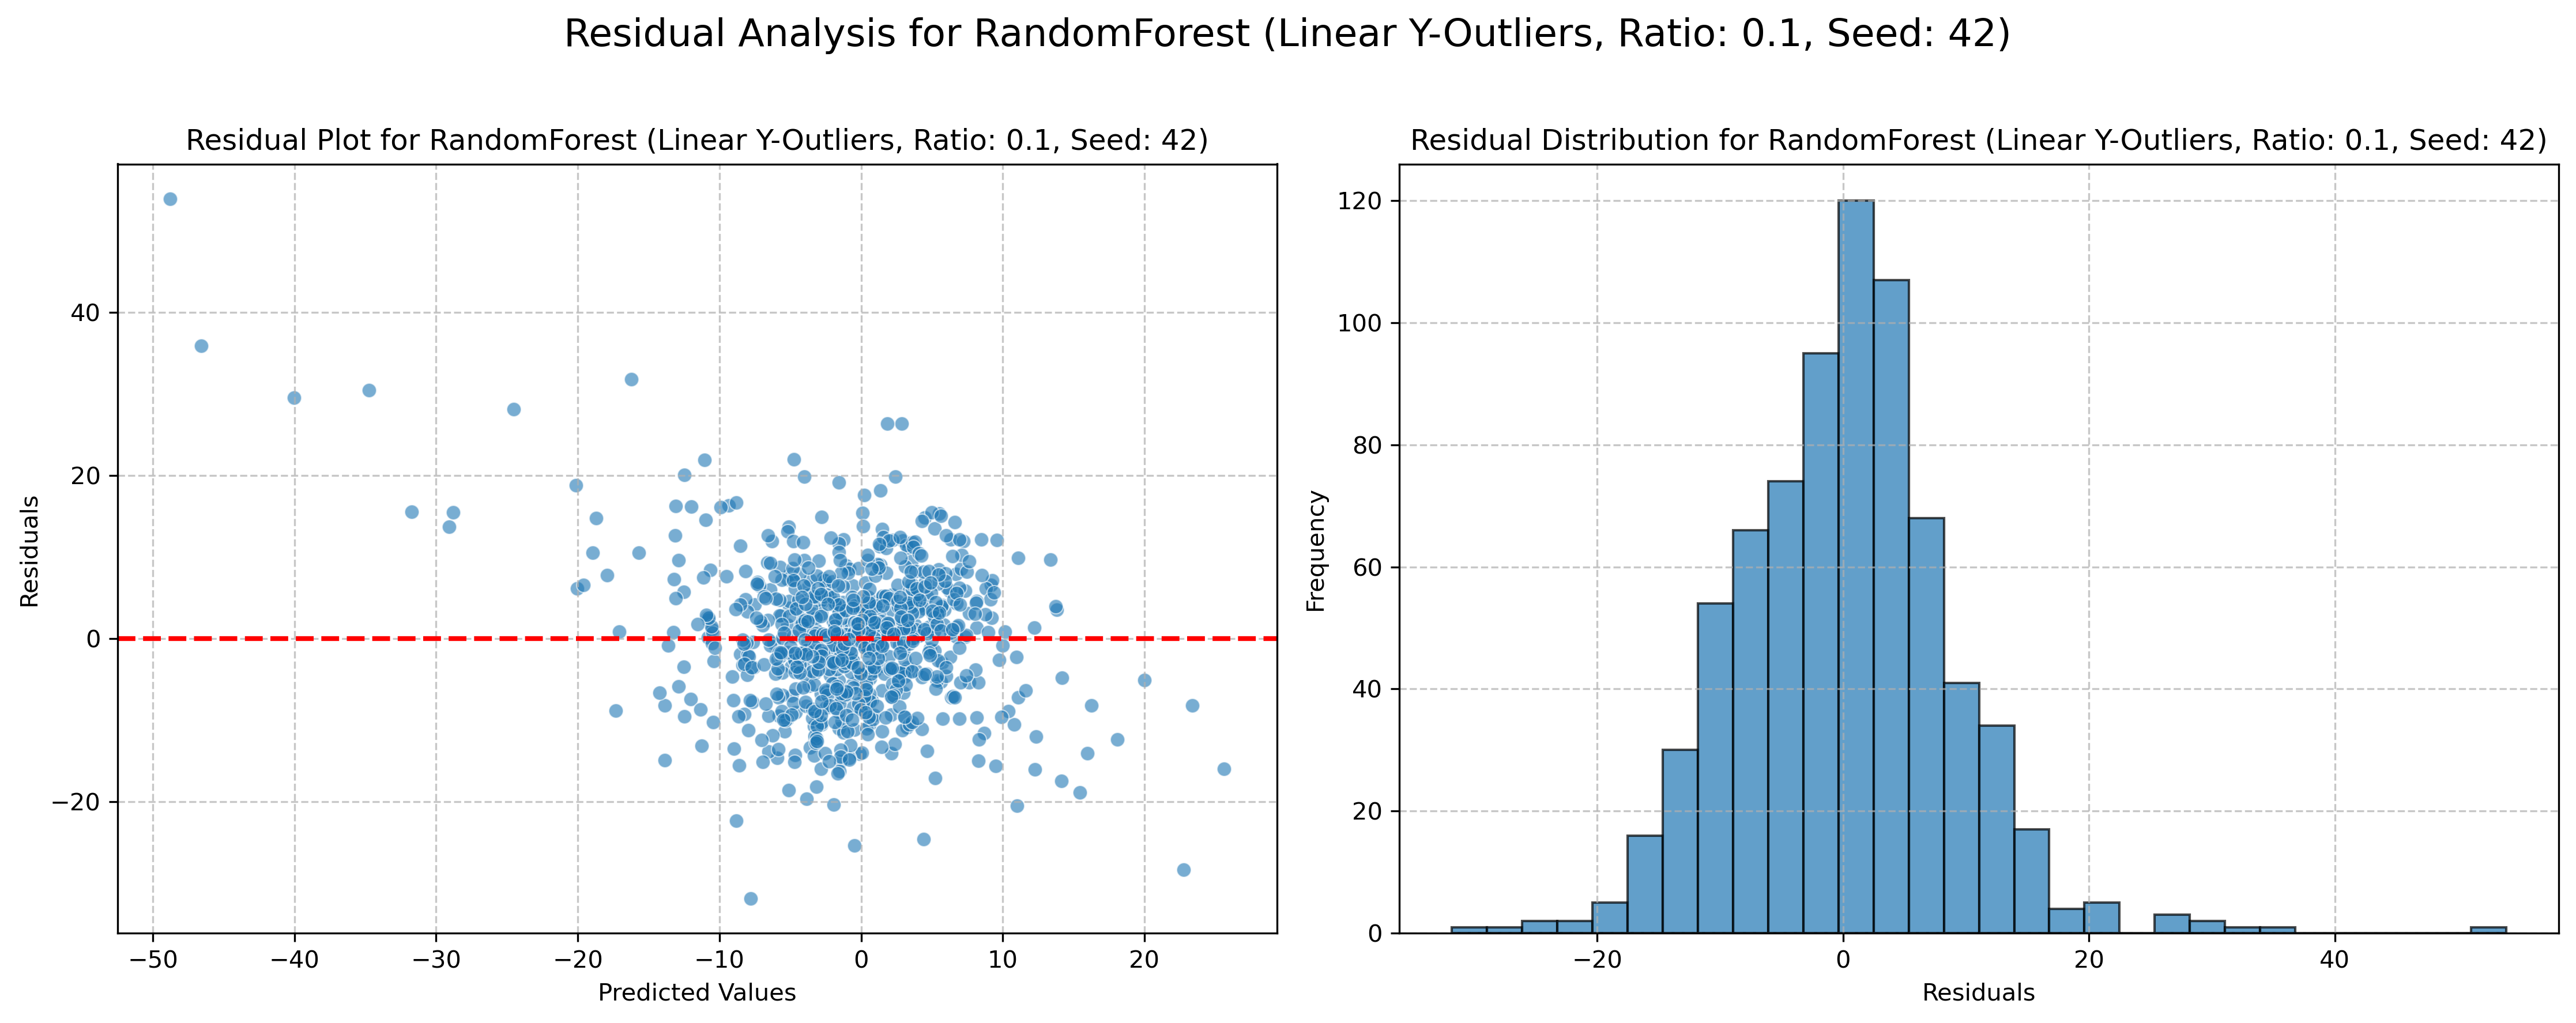 Residual Analysis for RandomForest (Linear Y-Outliers, Ratio: 0.1, Seed: 42)
Residual Plot for RandomForest (Linear Y-Outliers, Ratio: 0.1, Seed: 42)
Residuals
40
20
0
−20
−50 −40 −30 −20 −10 0 10 20
Predicted Values
Residual Distribution for RandomForest (Linear Y-Outliers, Ratio: 0.1, Seed: 42)
Frequency
120
100
80
60
40
20
0
−20 0 20 40
Residuals